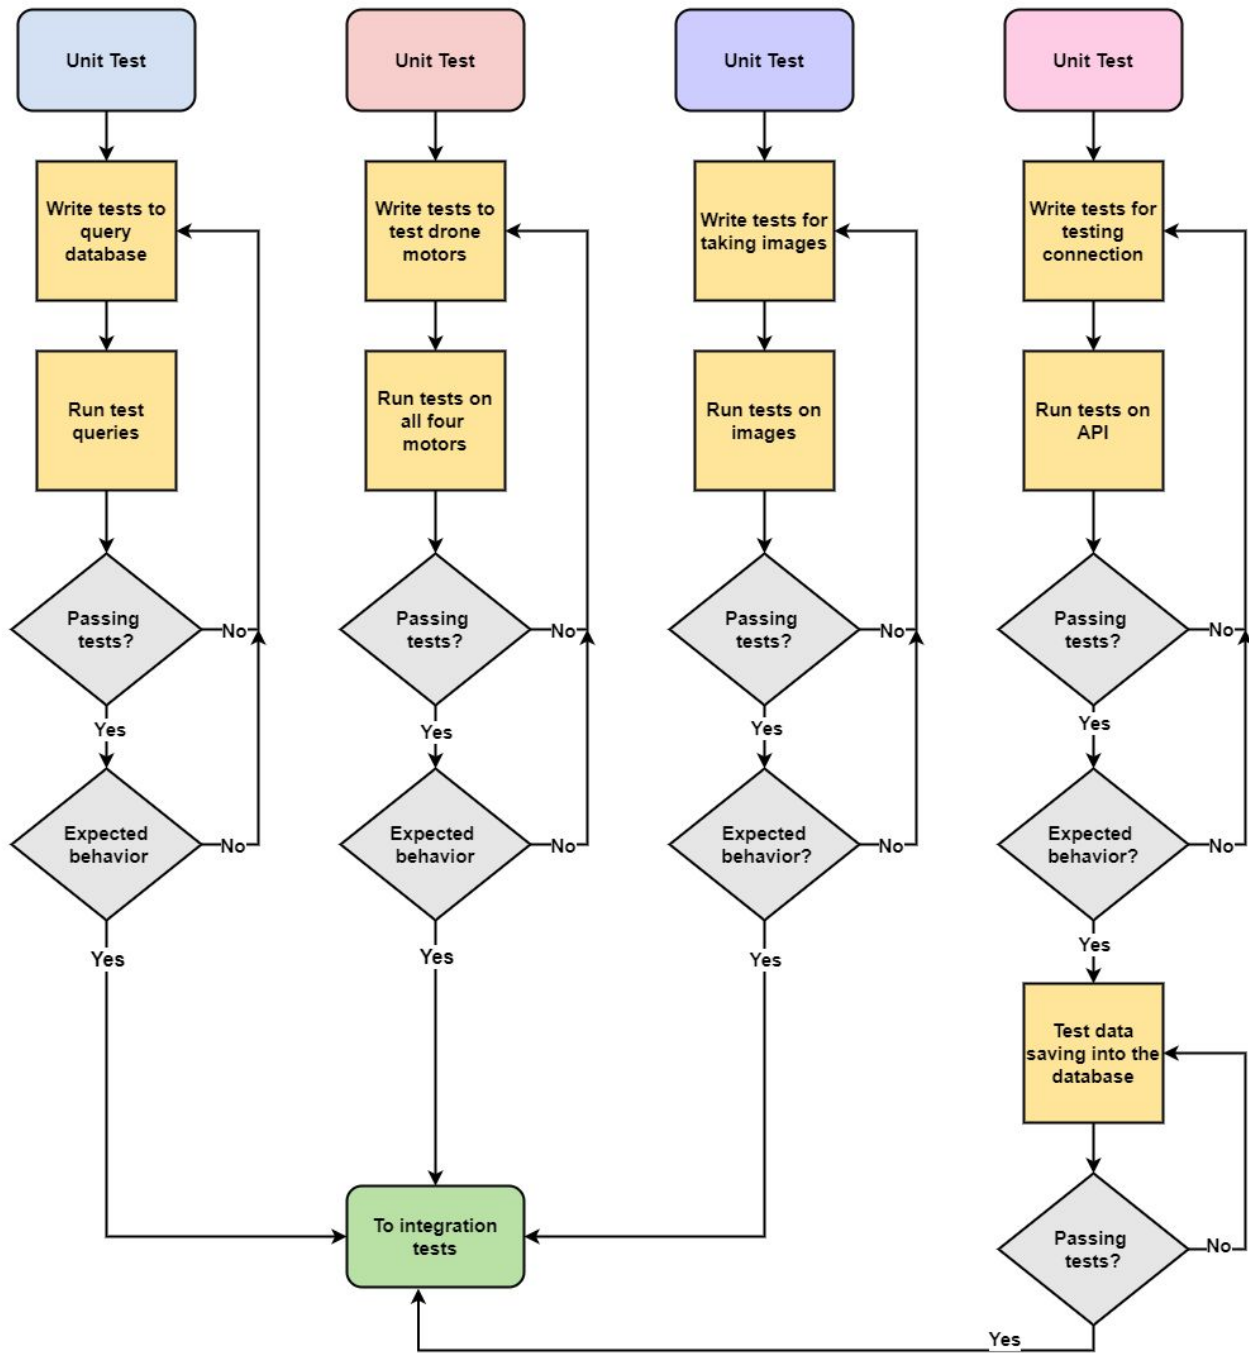 Unit Test
Unit Test
Unit Test
Unit Test
Write tests to
query
database
Write tests to
test drone
motors
Write tests for
taking images
Write tests for
testing
connection
Run test
queries
Run tests on
all four
motors
Run tests on
images
Run tests on
API
Passing
tests?
No
Passing
tests?
No
Passing
tests?
No
Passing
tests?
No
Yes
Yes
Yes
Yes
Expected
behavior
No
Expected
behavior
No
Expected
behavior?
No
Expected
behavior?
No
Yes
Yes
Yes
Yes
Test data
saving into the
database
To integration
tests
Passing
tests?
No
Yes